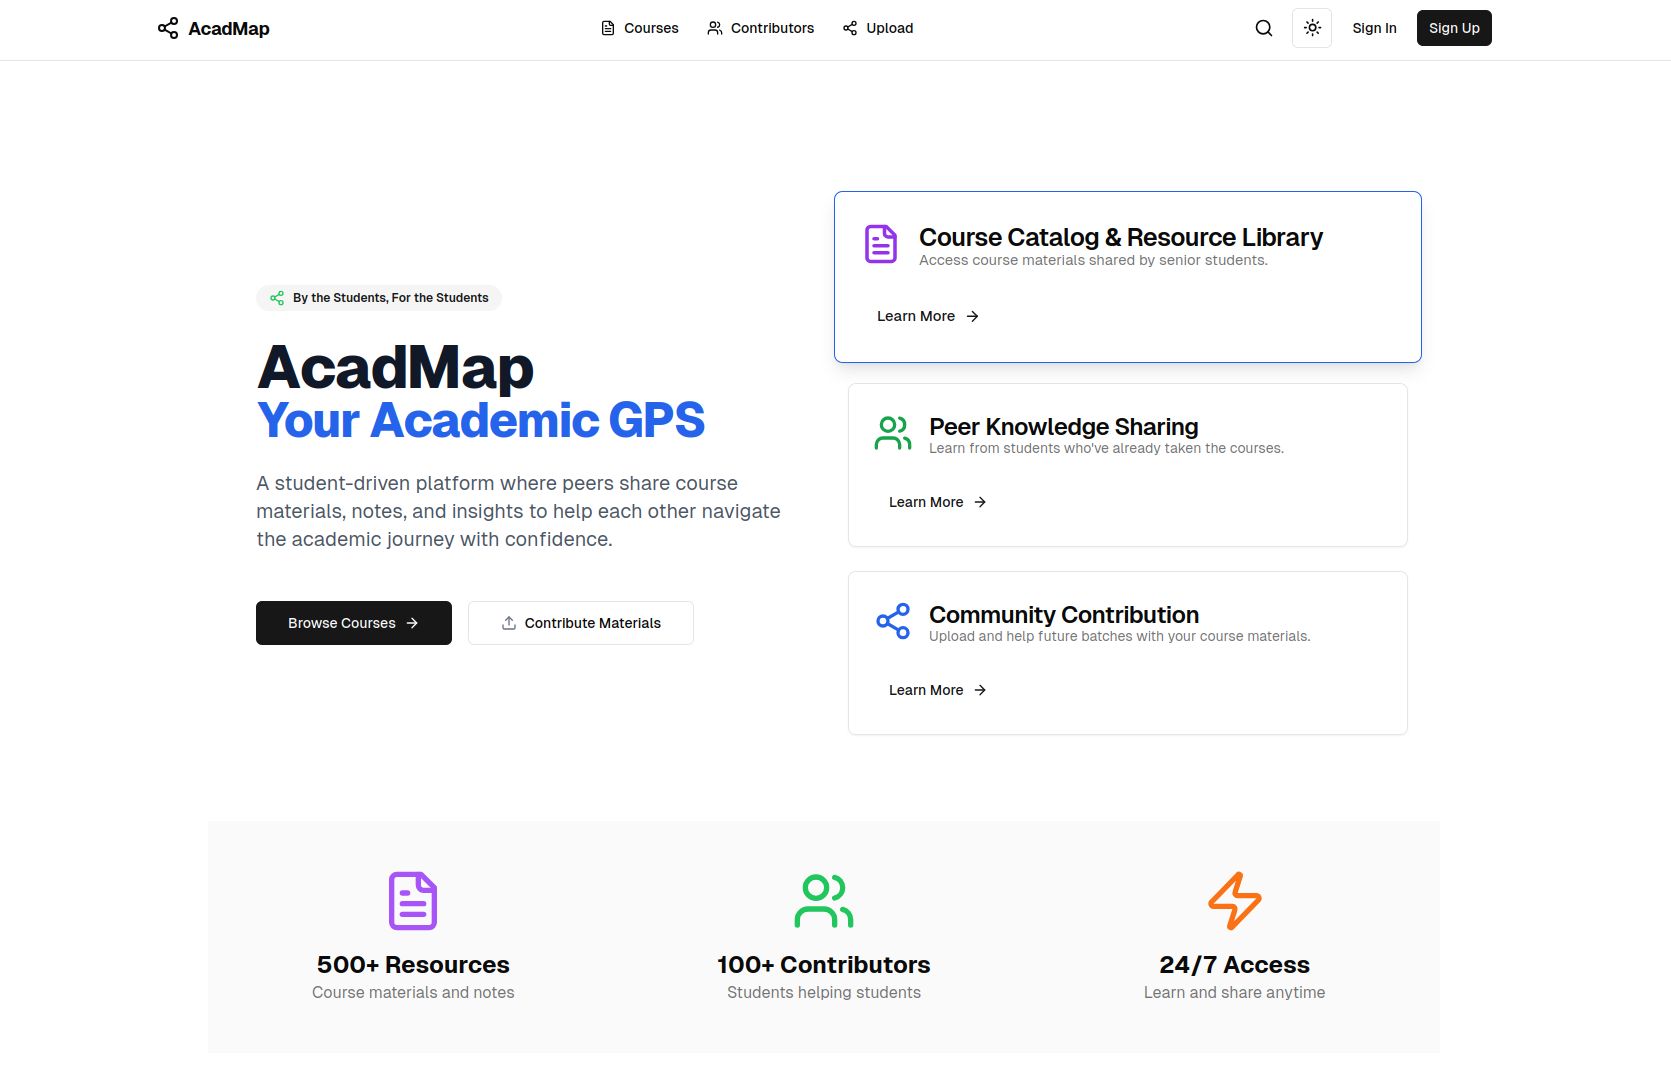 AcadMap
Courses
Contributors
Upload
Sign In
Sign Up
By the Students, For the Students
AcadMap
Your Academic GPS
A student-driven platform where peers share course
materials, notes, and insights to help each other navigate
the academic journey with confidence.
Browse Courses
Contribute Materials
Course Catalog & Resource Library
Access course materials shared by senior students.
Learn More
Peer Knowledge Sharing
Learn from students who've already taken the courses.
Learn More
Community Contribution
Upload and help future batches with your course materials.
Learn More
500+ Resources
Course materials and notes
100+ Contributors
Students helping students
24/7 Access
Learn and share anytime